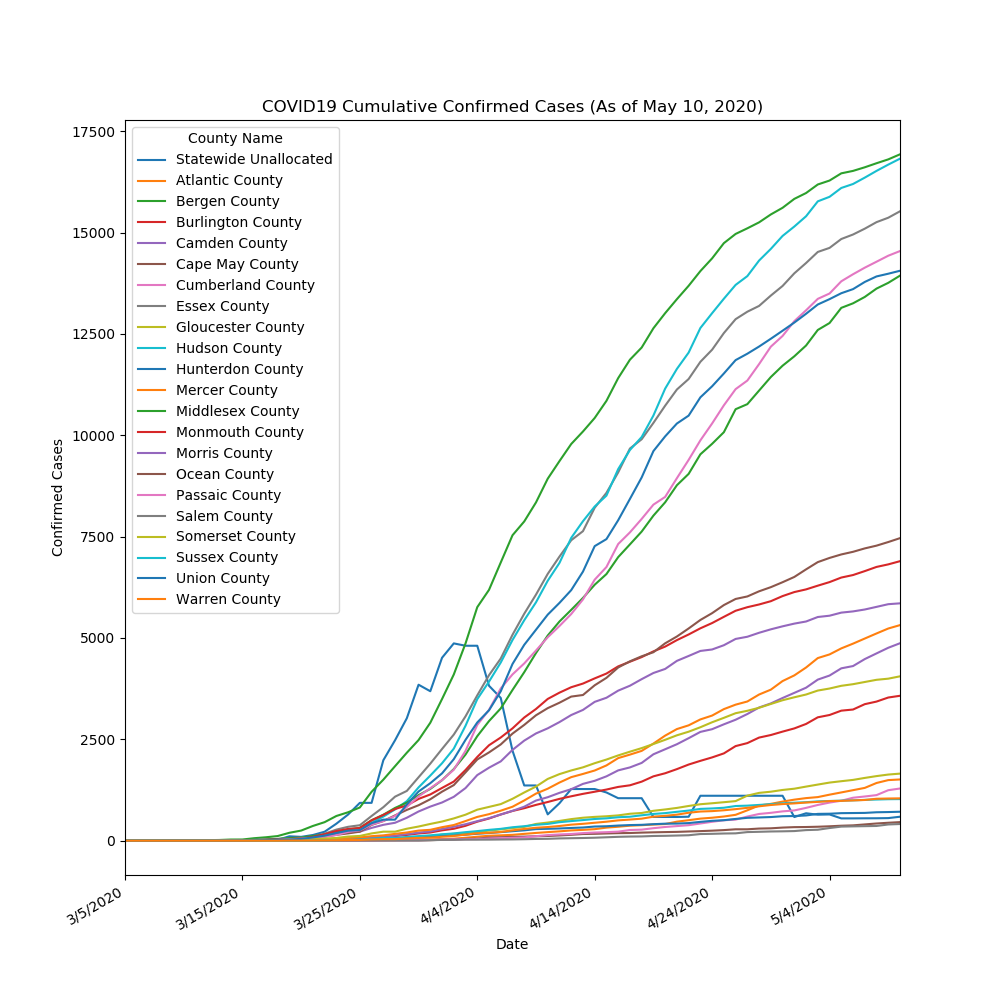 COVID19 Cumulative Confirmed Cases (As of May 10, 2020)
17500
15000
12500
10000
7500
5000
2500
0
Confirmed Cases
County Name
Statewide Unallocated
Atlantic County
Bergen County
Burlington County
Camden County
Cape May County
Cumberland County
Essex County
Gloucester County
Hudson County
Hunterdon County
Mercer County
Middlesex County
Monmouth County
Morris County
Ocean County
Passaic County
Salem County
Somerset County
Sussex County
Union County
Warren County
3/5/2020
3/15/2020
3/25/2020
4/4/2020
4/14/2020
4/24/2020
5/4/2020
Date